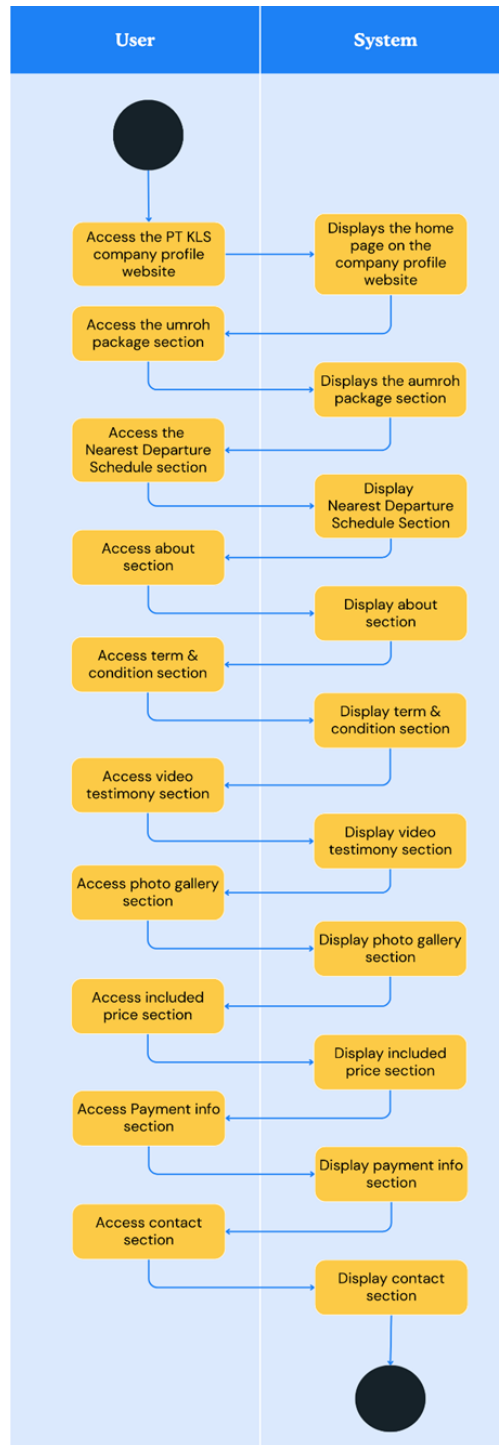 User
System
Access the PT KLS
company profile
website
Displays the home
page on the
company profile
website
Access the umroh
package section
Displays the aumroh
package section
Access the
Nearest Departure
Schedule section
Display
Nearest Departure
Schedule Section
Access about
section
Display about
section
Access term &
condition section
Display term &
condition section
Access video
testimony section
Display video
testimony section
Access photo gallery
section
Display photo gallery
section
Access included
price section
Display included
price section
Access Payment info
section
Display payment info
section
Access contact
section
Display contact
section